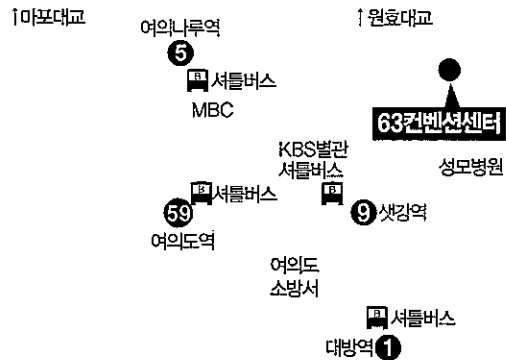 ↑마포대교
↑원효대교
여의나루역
5
B 셔틀버스
MBC
63컨벤션센터
KBS별관
셔틀버스
B
성모병원
B 셔틀버스
59
여의도역
9 샛강역
여의도
소방서
B 셔틀버스
대방역 1